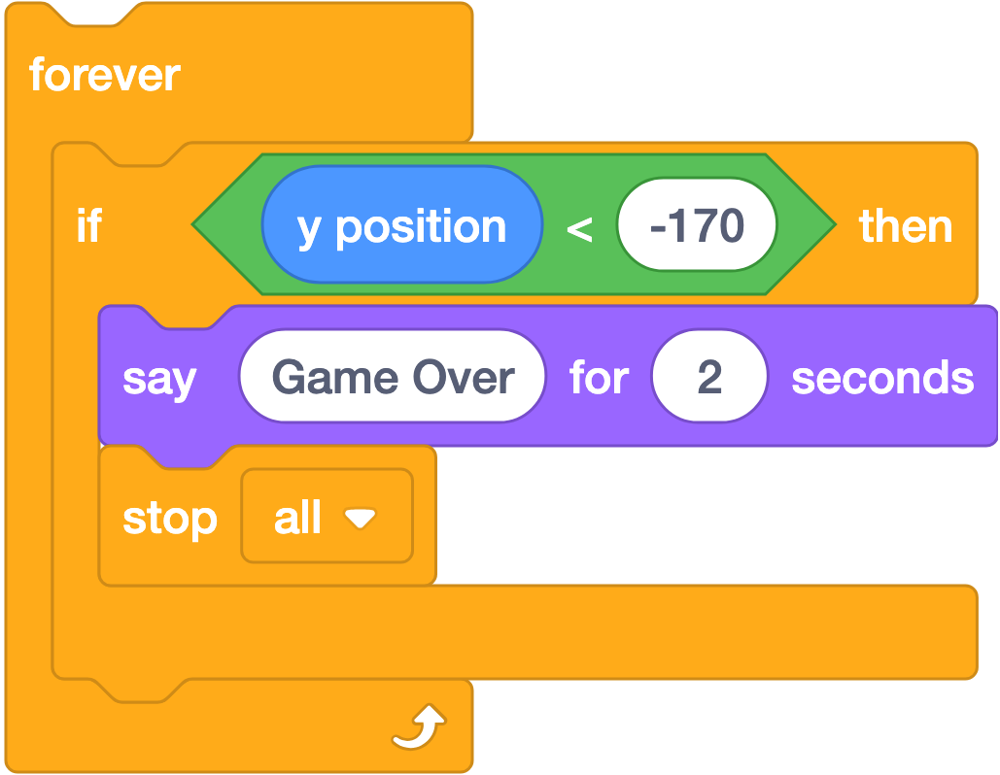 forever
if y position < -170 then
say Game Over for 2 seconds
stop all